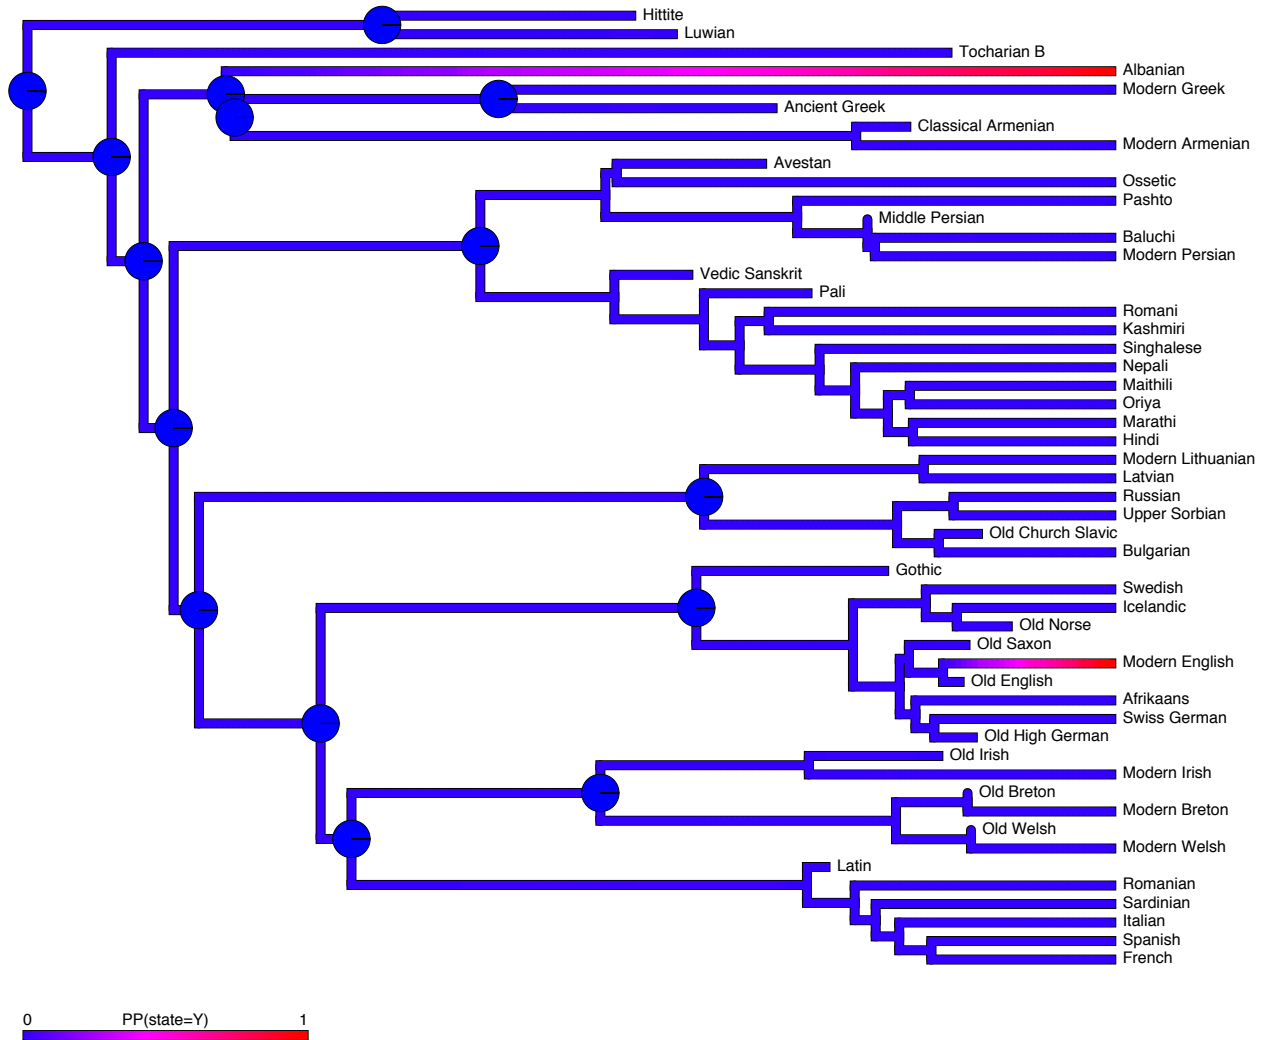 Hittite
Luwian
Tocharian B
Albanian
Modern Greek
Ancient Greek
Classical Armenian
Modern Armenian
Avestan
Ossetic
Pashto
Middle Persian
Baluchi
Modern Persian
Vedic Sanskrit
Pali
Romani
Kashmiri
Singhalese
Nepali
Maithili
Oriya
Marathi
Hindi
Modern Lithuanian
Latvian
Russian
Upper Sorbian
Old Church Slavic
Bulgarian
Gothic
Swedish
Icelandic
Old Norse
Old Saxon
Modern English
Old English
Afrikaans
Swiss German
Old High German
Old Irish
Modern Irish
Old Breton
Modern Breton
Old Welsh
Modern Welsh
Latin
Romanian
Sardinian
Italian
Spanish
French
0 PP(state=Y) 1